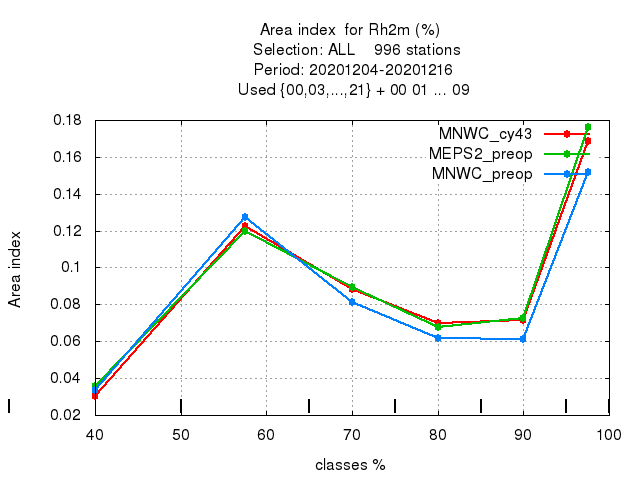 Area index for Rh2m (%)
Selection: ALL 996 stations
Period: 20201204-20201216
Used {00,03,...,21} + 00 01 ... 09
0.18
0.16
0.14
0.12
0.1
0.08
0.06
0.04
0.02
Area index
MNWC_cy43
MEPS2_preop
MNWC_preop
40 50 60 70 80 90 100
classes %